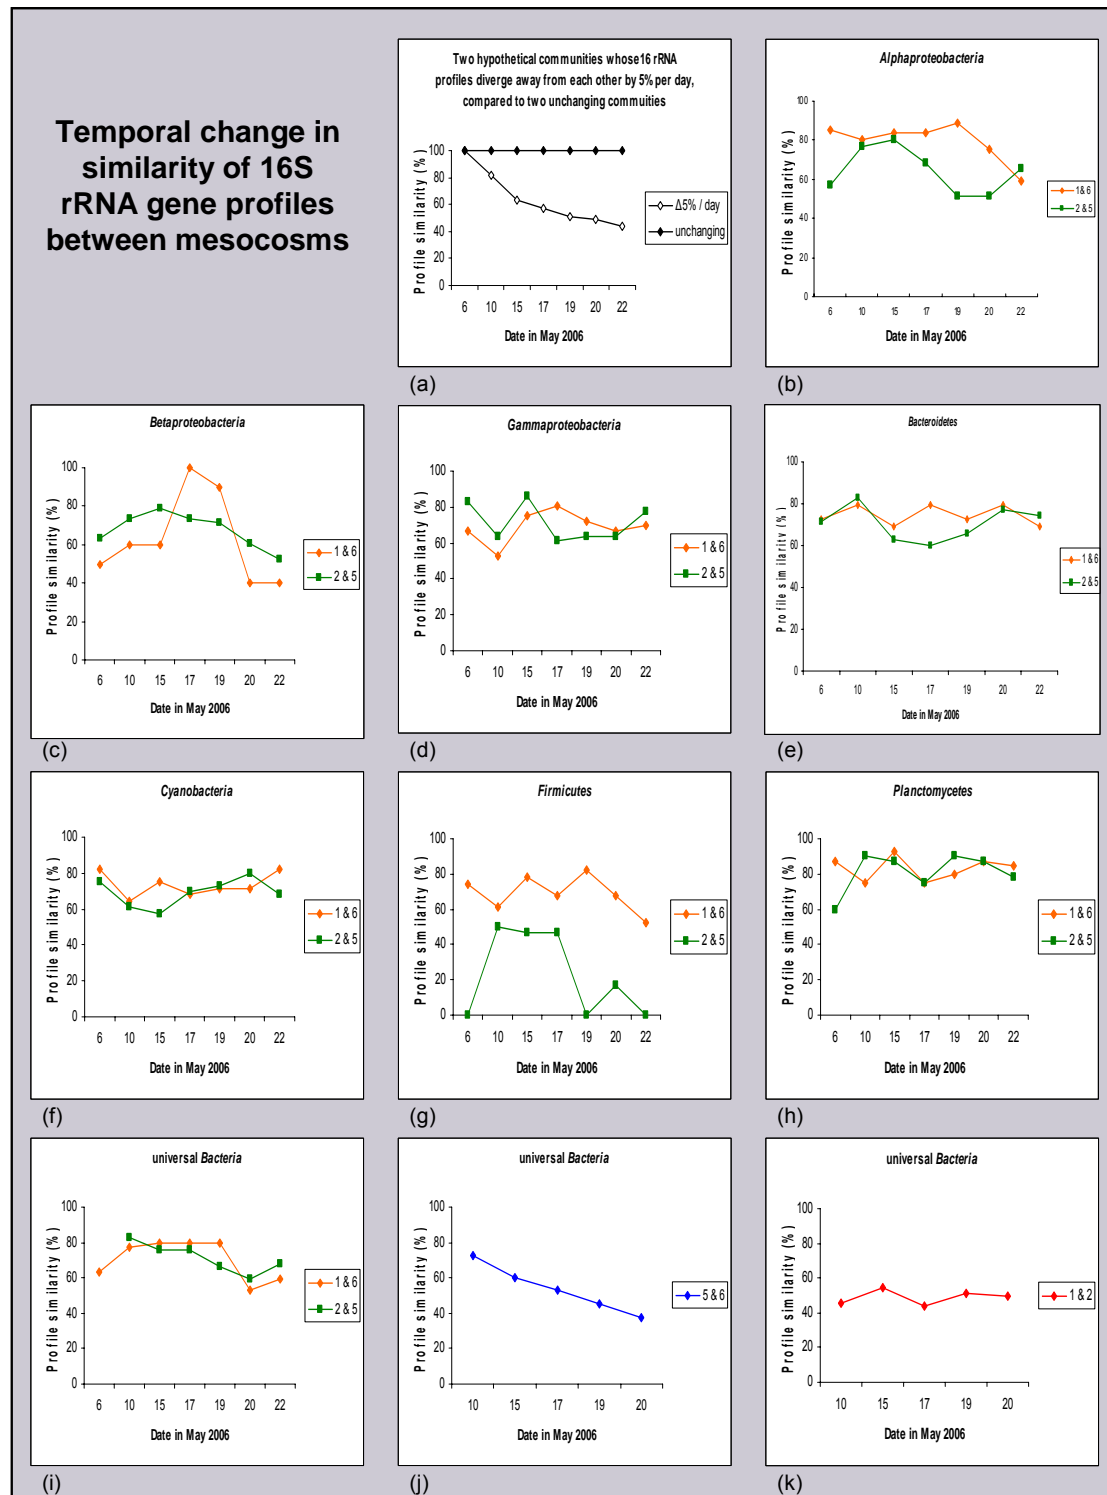 Temporal change in
similarity of 16S
rRNA gene profiles
between mesocosms
Two hypothetical communities whose16 rRNA
profiles diverge away from each other by 5% per day,
compared to two unchanging commuities
Profile similarity (%)
100
80
60
40
20
0
6 10 15 17 19 20 22
Date in May 2006
Δ5% / day
unchanging
(a)
Alphaproteobacteria
Profile similarity (%)
100
80
60
40
20
0
6 10 15 17 19 20 22
Date in May 2006
1 & 6
2 & 5
(b)
Betaproteobacteria
Profile similarity (%)
100
80
60
40
20
0
6 10 15 17 19 20 22
Date in May 2006
1 & 6
2 & 5
(c)
Gammaproteobacteria
Profile similarity (%)
100
80
60
40
20
0
6 10 15 17 19 20 22
Date in May 2006
1 & 6
2 & 5
(d)
Bacteroidetes
Profile similarity (%)
100
80
60
40
20
0
6 10 15 17 19 20 22
Date in May 2006
1 & 6
2 & 5
(e)
Cyanobacteria
Profile similarity (%)
100
80
60
40
20
0
6 10 15 17 19 20 22
Date in May 2006
1 & 6
2 & 5
(f)
Firmicutes
Profile similarity (%)
100
80
60
40
20
0
6 10 15 17 19 20 22
Date in May 2006
1 & 6
2 & 5
(g)
Planctomycetes
Profile similarity (%)
100
80
60
40
20
0
6 10 15 17 19 20 22
Date in May 2006
1 & 6
2 & 5
(h)
universal Bacteria
Profile similarity (%)
100
80
60
40
20
0
6 10 15 17 19 20 22
Date in May 2006
1 & 6
2 & 5
(i)
universal Bacteria
Profile similarity (%)
100
80
60
40
20
0
10 15 17 19 20
Date in May 2006
5 & 6
(j)
universal Bacteria
Profile similarity (%)
100
80
60
40
20
0
10 15 17 19 20
Date in May 2006
1 & 2
(k)